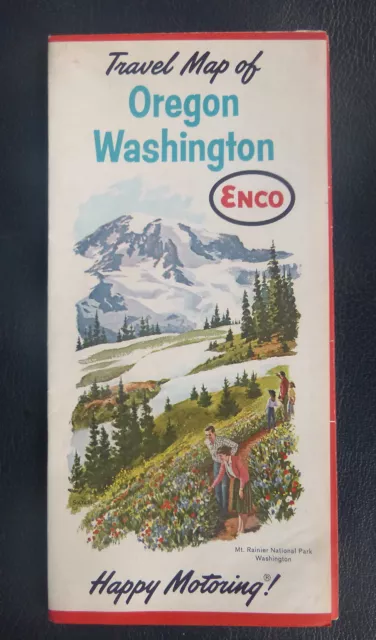 Travel Map of
Oregon
Washington
ENCO
Mt. Rainier National Park
Washington
Happy Motoring®!